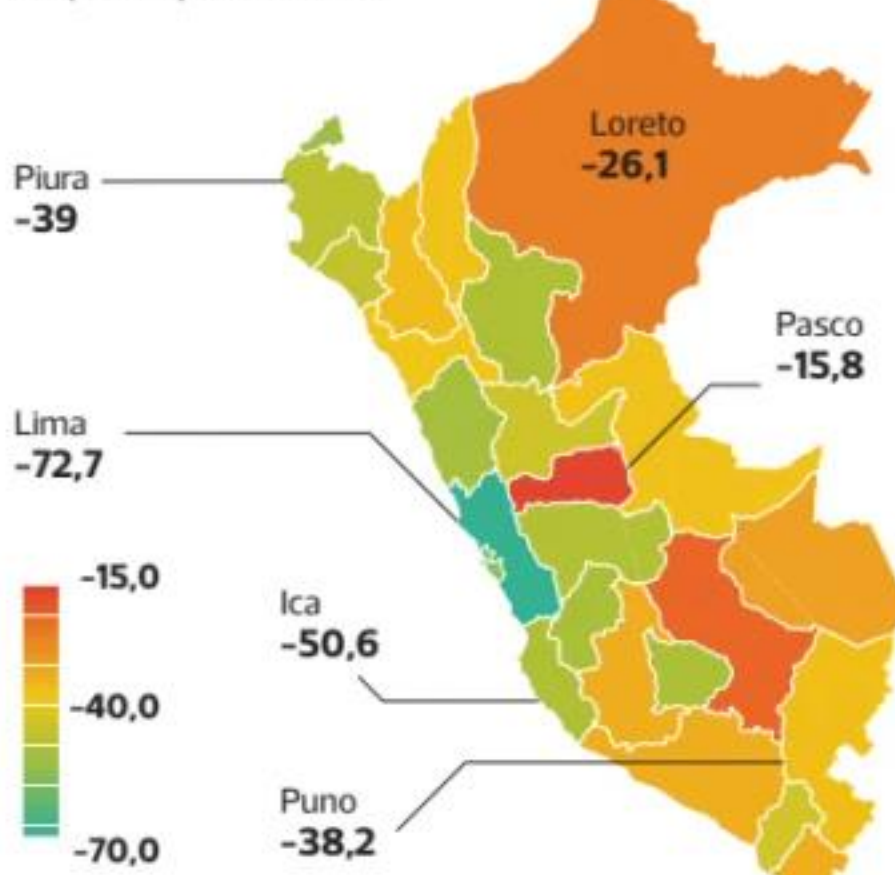 Loreto
-26,1
Piura
-39
Pasco
-15,8
Lima
-72,7
-15,0
-40,0
-70,0
Ica
-50,6
Puno
-38,2